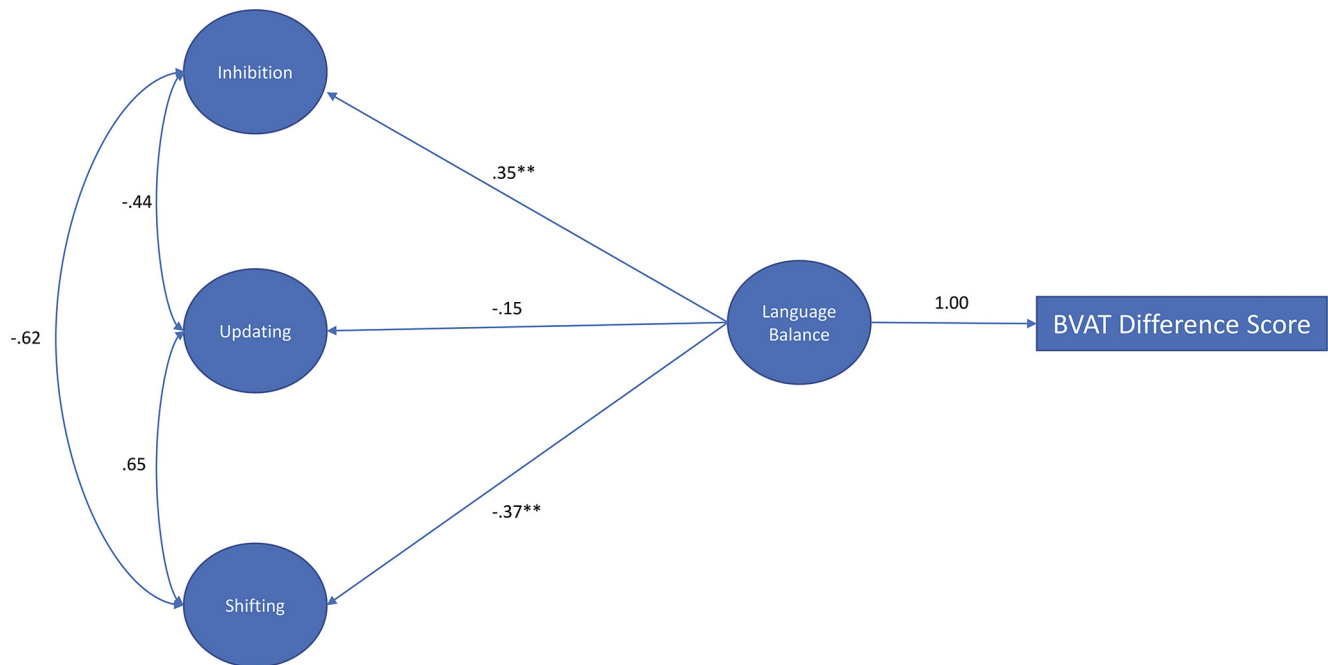 Inhibition
.35**
-.44
Language
Balance
1.00
BVAT Difference Score
-.15
Updating
-.62
.65
-.37**
Shifting